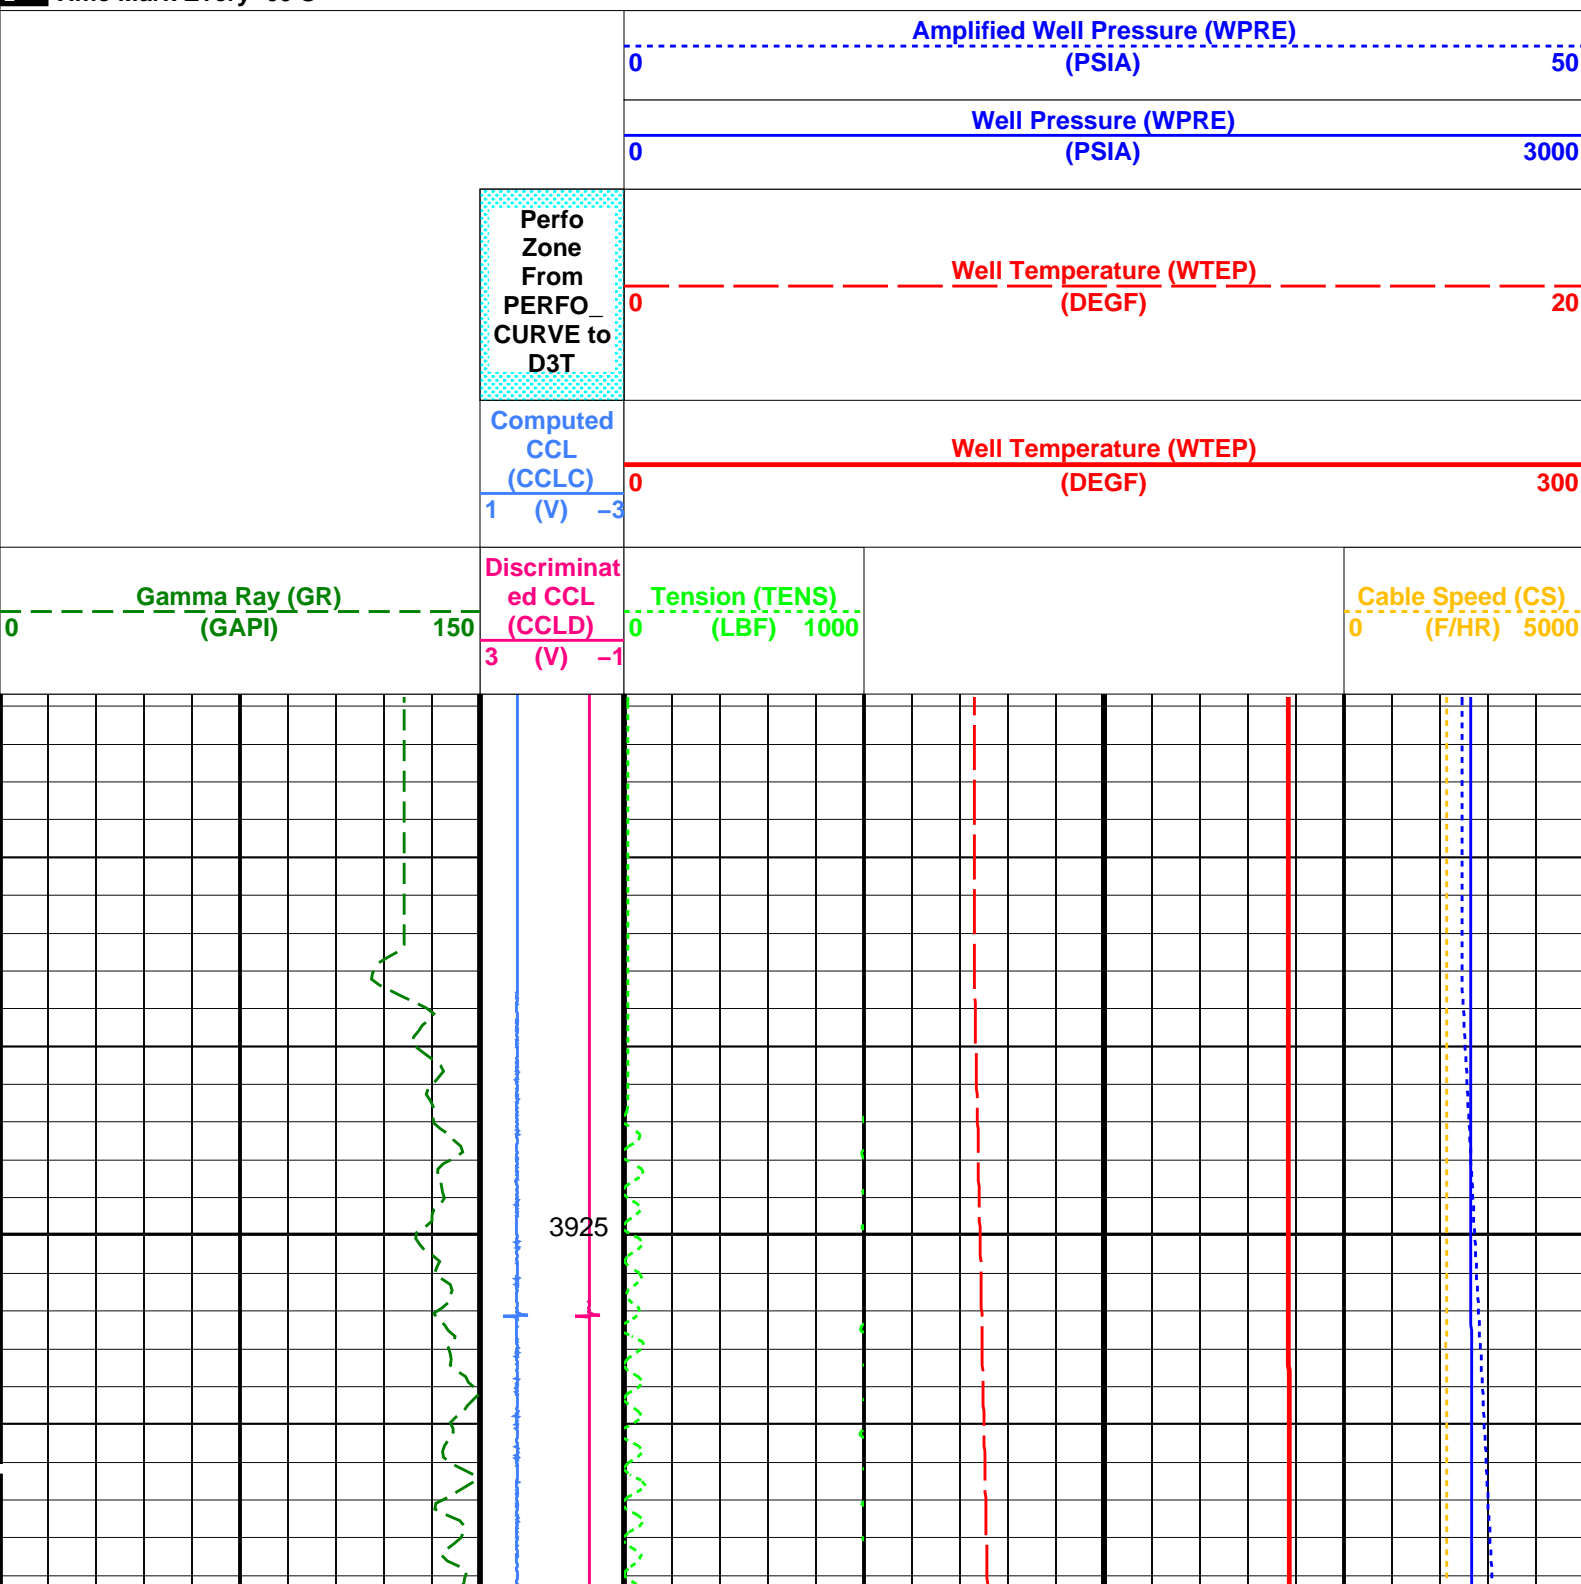 Amplified Well Pressure (WPRE)
0 (PSIA) 50
Well Pressure (WPRE)
0 (PSIA) 3000
Perfo
Zone
From
PERFO_
CURVE to
D3T
Well Temperature (WTEP)
0 (DEGF) 20
Computed
CCL
(CCLC)
1 (V) −3
Well Temperature (WTEP)
0 (DEGF) 300
Gamma Ray (GR)
0 (GAPI) 150
Discriminat
ed CCL
(CCLD)
3 (V) −1
Tension (TENS)
0 (LBF) 1000
Cable Speed (CS)
0 (F/HR) 5000
3925